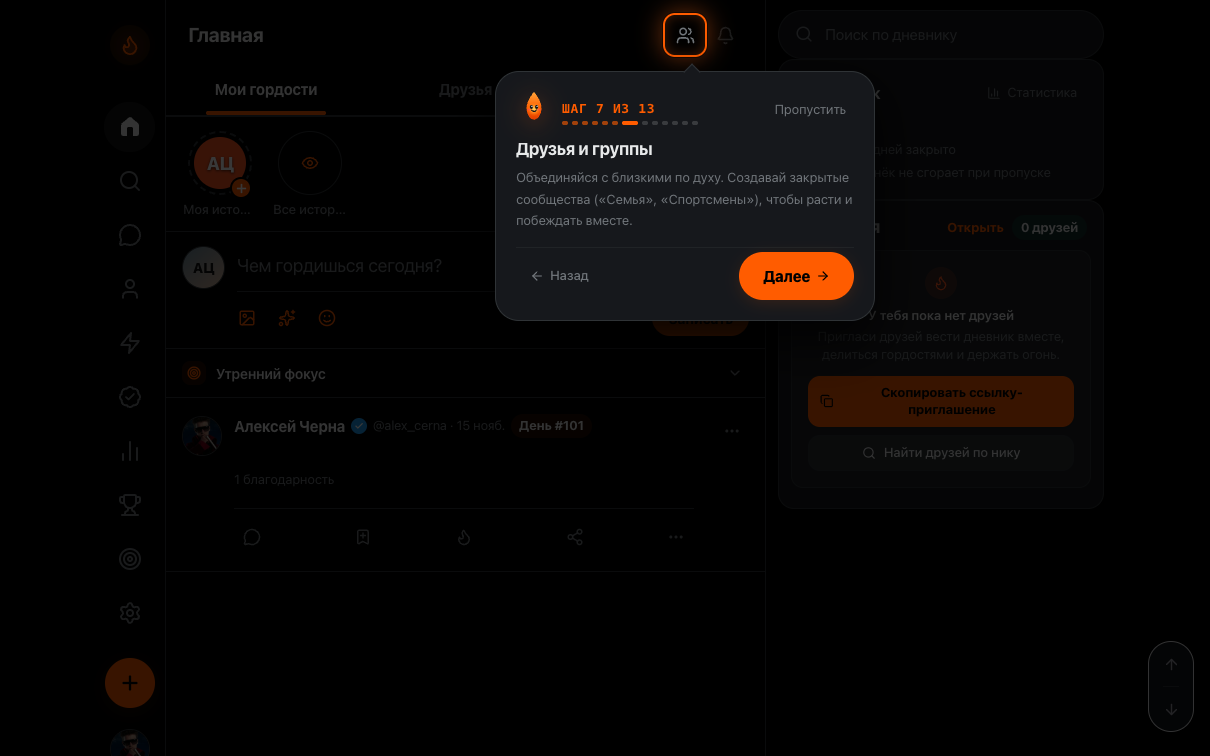 Главная
Поиск по дневнику
Мои гордости
Друзья
ШАГ 7 ИЗ 13
Пропустить
Друзья и группы
Объединяйся с близкими по духу. Создавай закрытые
сообщества («Семья», «Спортсмены»), чтобы расти и
побеждать вместе.
Назад
Далее
Статистика
дней закрыто
не сгорает при пропуске
АЦ
Моя исто...
Все истор...
АЦ
Чем гордишься сегодня?
Открыть
0 друзей
У тебя пока нет друзей
Пригласи друзей вести дневник вместе,
делиться гордостями и держать огонь.
Скопировать ссылку-
приглашение
Найти друзей по нику
Утренний фокус
Алексей Черна @alex_cerna · 15 нояб. День #101
1 благодарность